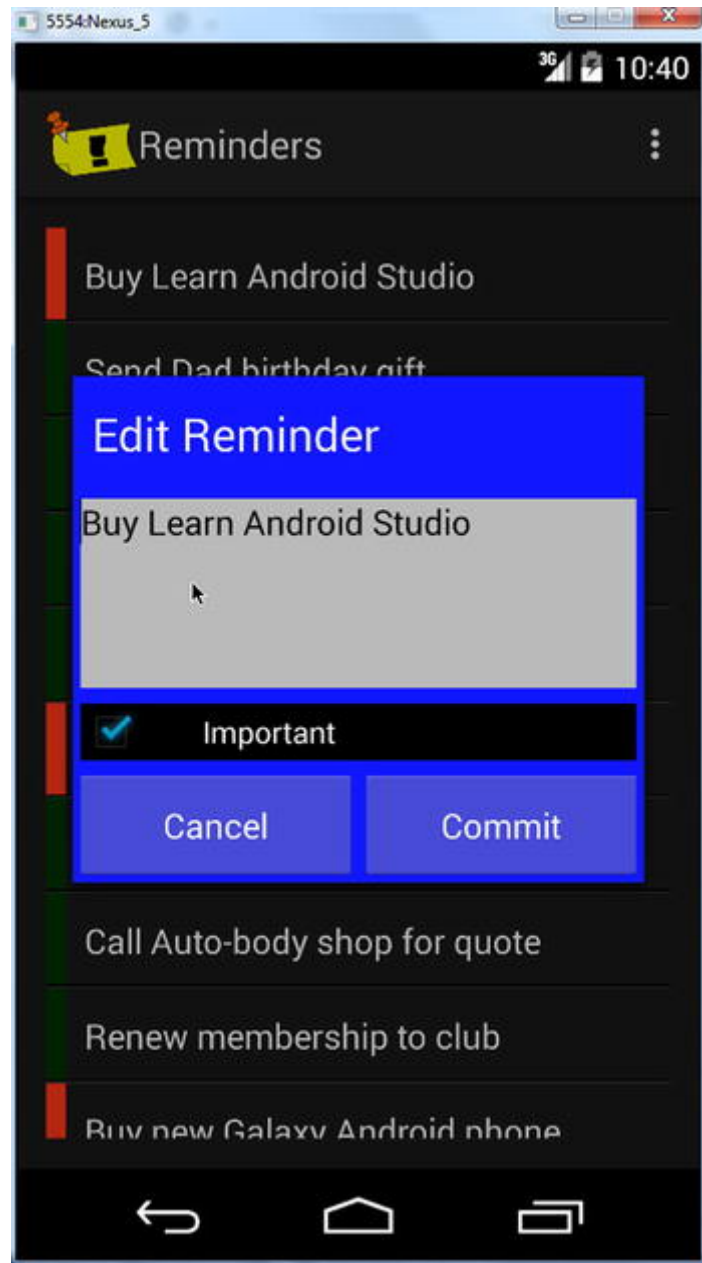 5554:Nexus_5
3G 10:40
! Reminders
Buy Learn Android Studio
Send Dad birthday gift
Edit Reminder
Buy Learn Android Studio
Important
Cancel Commit
Call Auto-body shop for quote
Renew membership to club
Buy new Galaxy Android phone